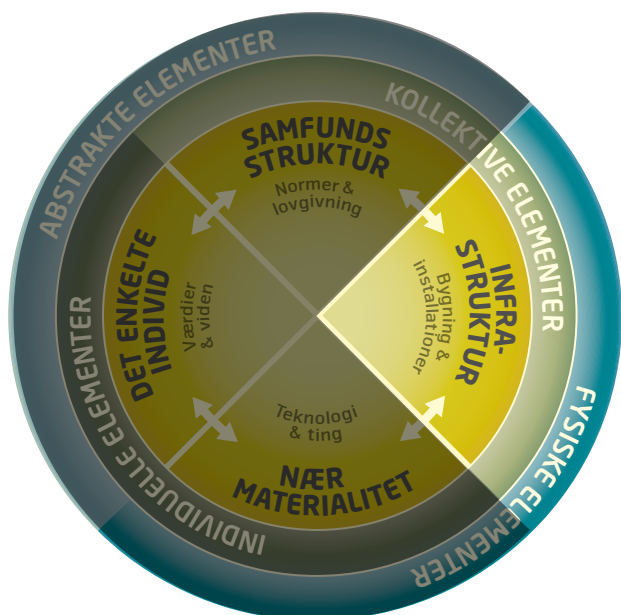 ABSTRAKTE ELEMENTER
KOLLEKTIVE ELEMENTER
SAMFUNDS
STRUKTUR
Normer &
lovgivning
DET ENKELTE
INDIVID
Værdier
& viden
INFRA-
STRUKTUR
Bygning &
installationer
Teknologi
& ting
NÆR
MATERIALITET
INDIVIDUELLE ELEMENTER
FYSISKE ELEMENTER